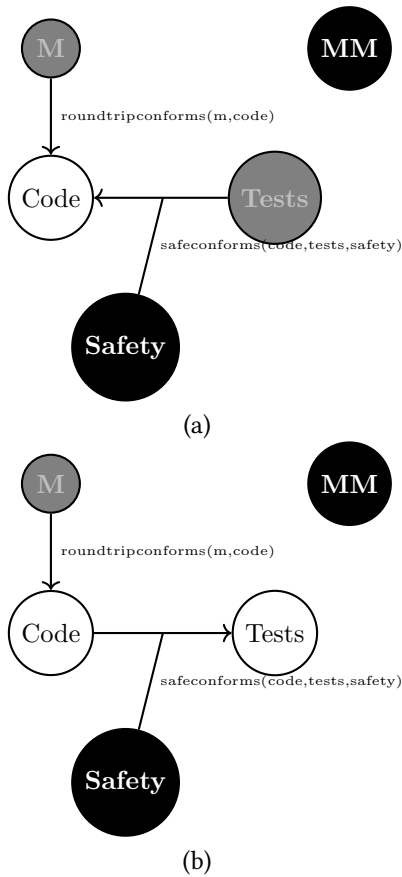 M
MM
roundtripconforms(m,code)
Code
Tests
safeconforms(code,tests,safety)
Safety
(a)
M
MM
roundtripconforms(m,code)
Code
Tests
safeconforms(code,tests,safety)
Safety
(b)